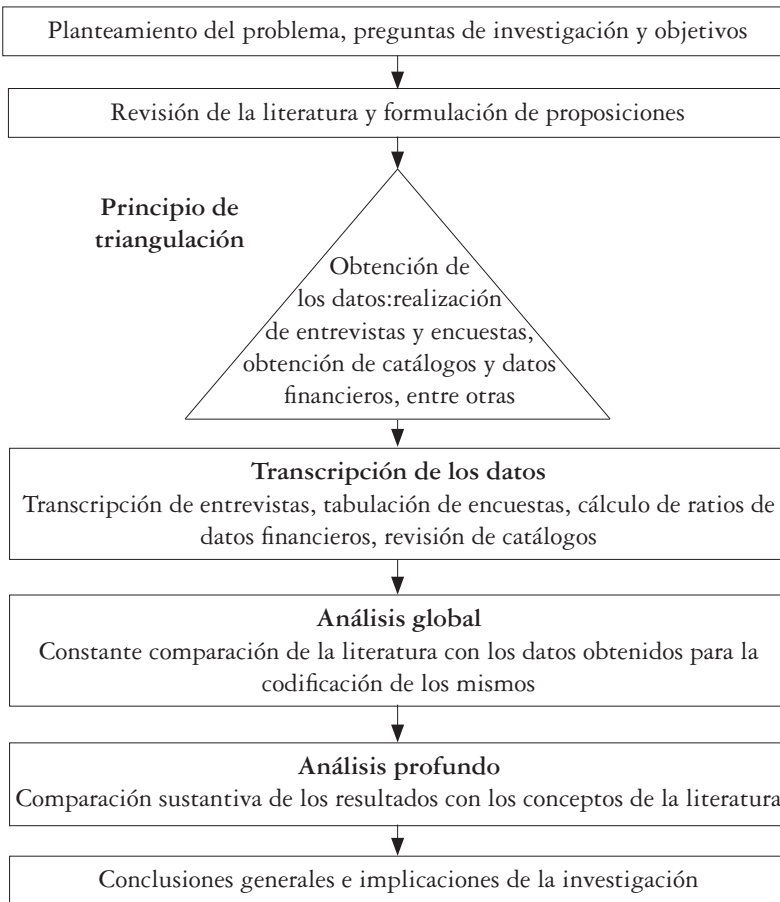 Planteamiento del problema, preguntas de investigación y objetivos
Revisión de la literatura y formulación de proposiciones
Principio de
triangulación
Obtención de
los datos:realización
de entrevistas y encuestas,
obtención de catálogos y datos
financieros, entre otras
Transcripción de los datos
Transcripción de entrevistas, tabulación de encuestas, cálculo de ratios de
datos financieros, revisión de catálogos
Análisis global
Constante comparación de la literatura con los datos obtenidos para la
codificación de los mismos
Análisis profundo
Comparación sustantiva de los resultados con los conceptos de la literatura
Conclusiones generales e implicaciones de la investigación